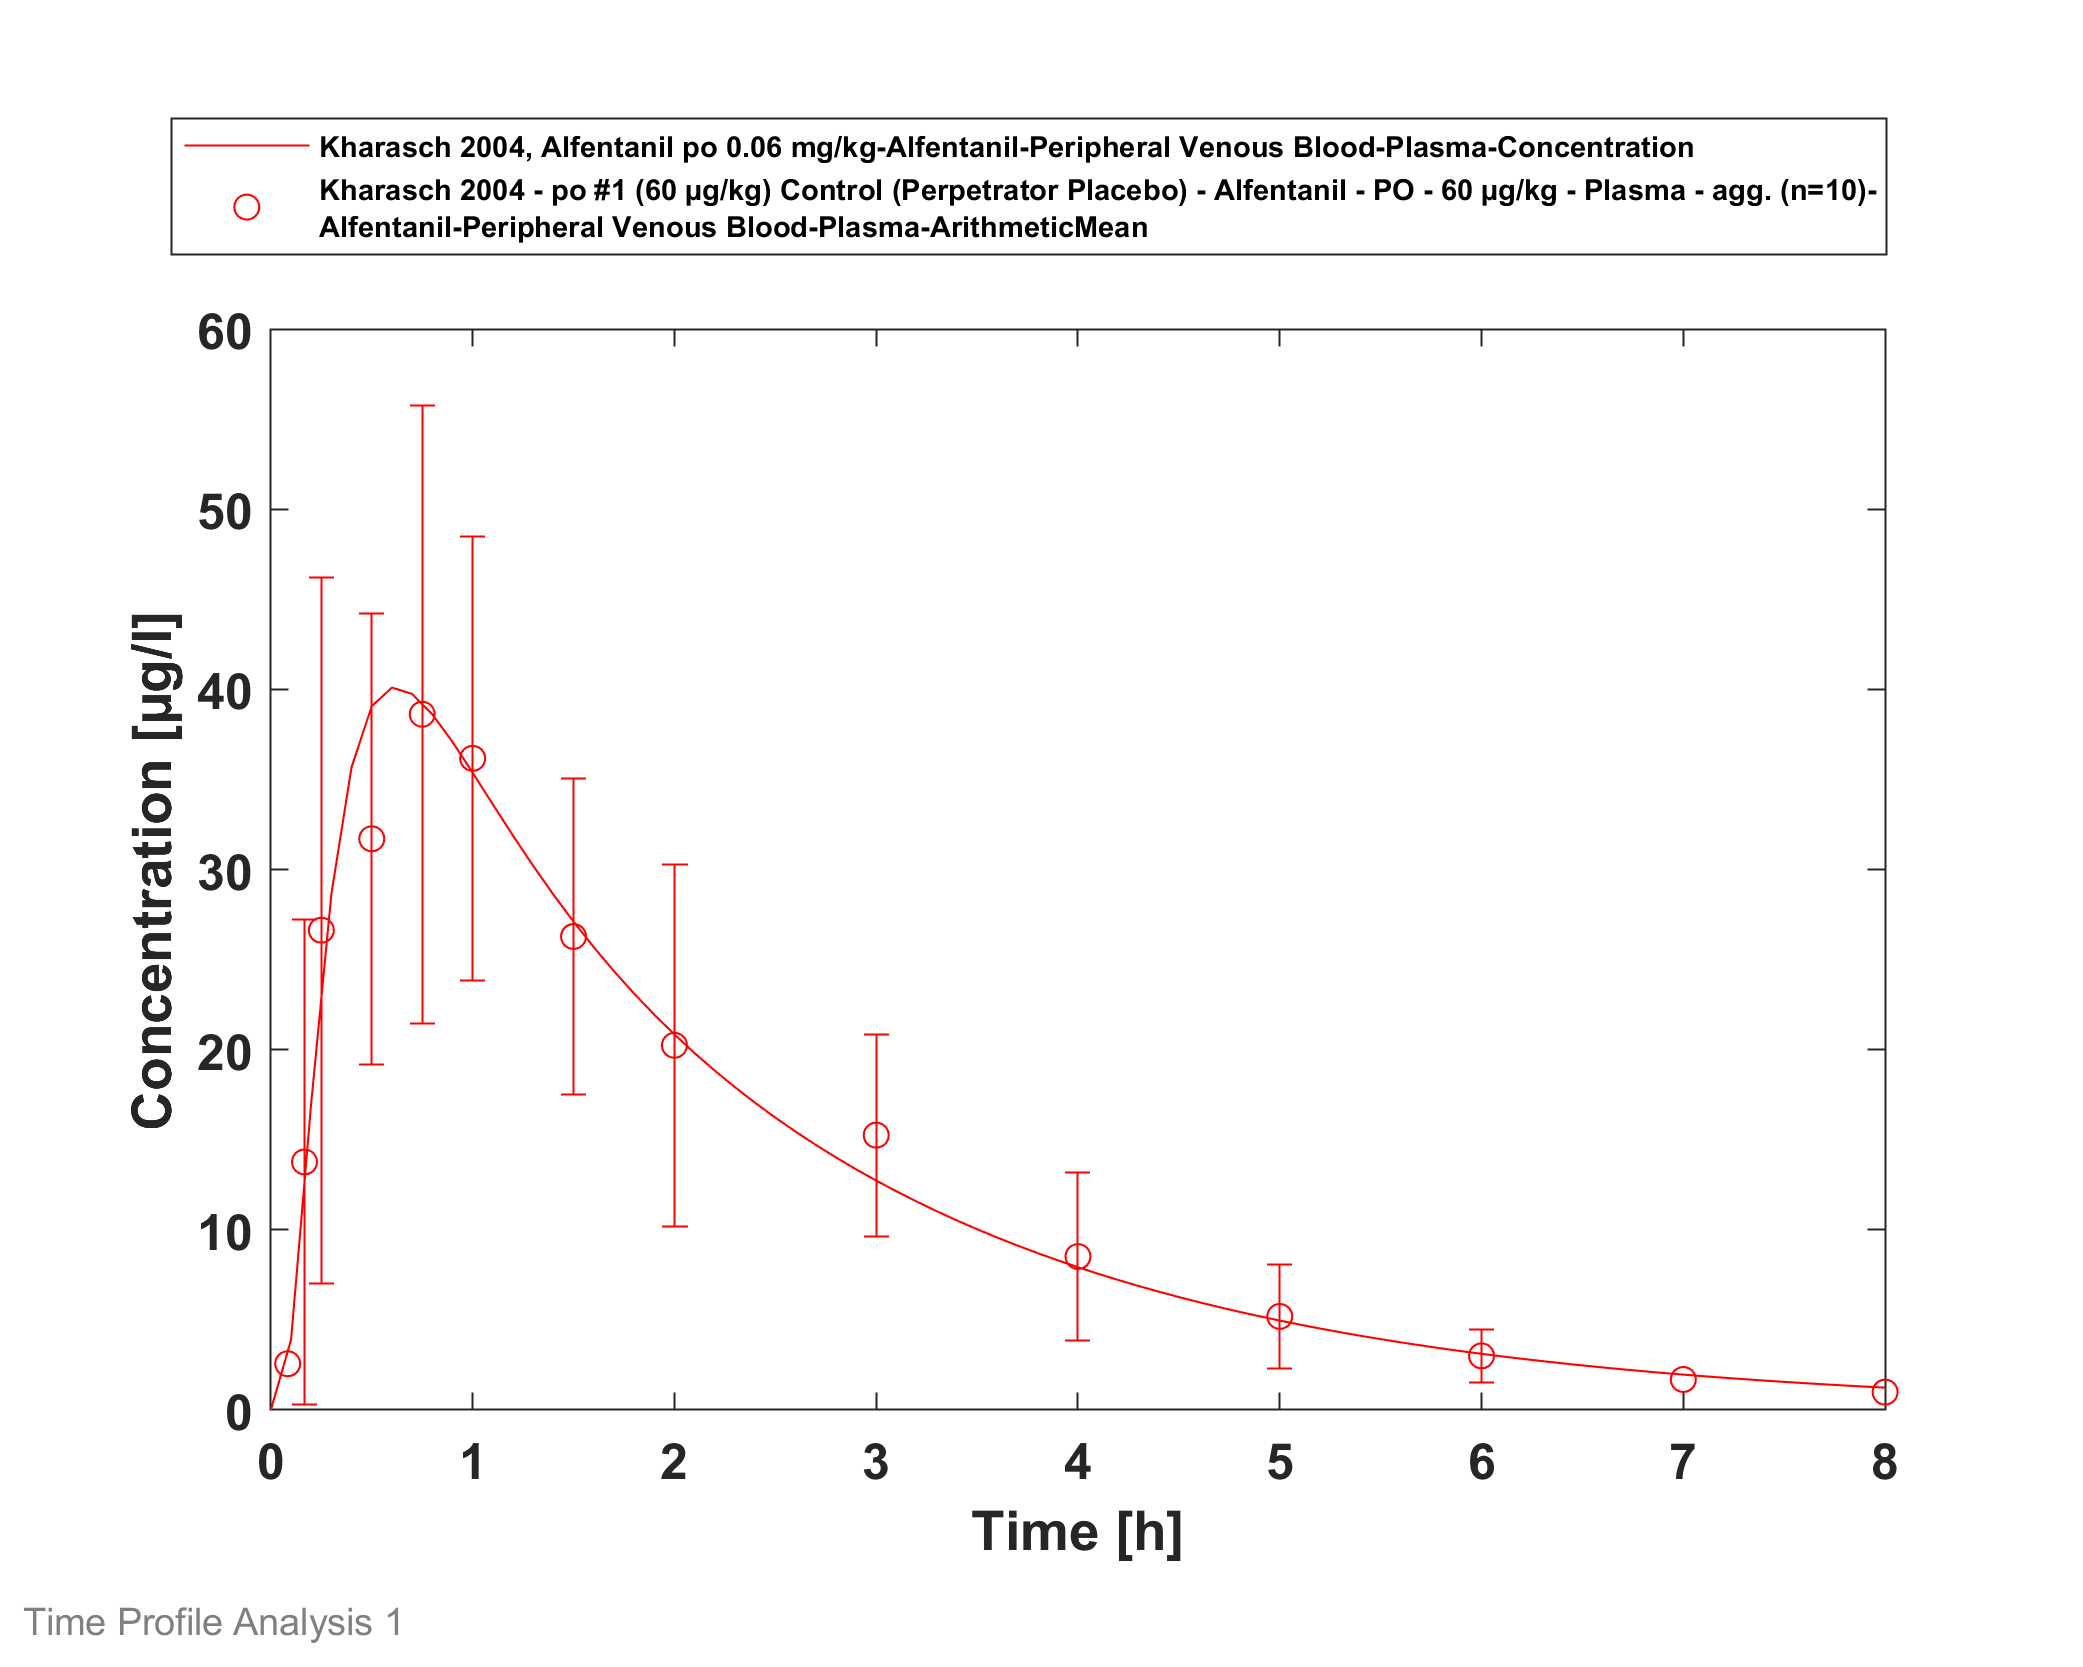 Kharasch 2004, Alfentanil po 0.06 mg/kg-Alfentanil-Peripheral Venous Blood-Plasma-Concentration
Kharasch 2004 - po #1 (60 µg/kg) Control (Perpetrator Placebo) - Alfentanil - PO - 60 µg/kg - Plasma - agg. (n=10)-
Alfentanil-Peripheral Venous Blood-Plasma-ArithmeticMean
60
50
40
30
20
10
0
Concentration [µg/l]
0 1 2 3 4 5 6 7 8
Time [h]
Time Profile Analysis 1